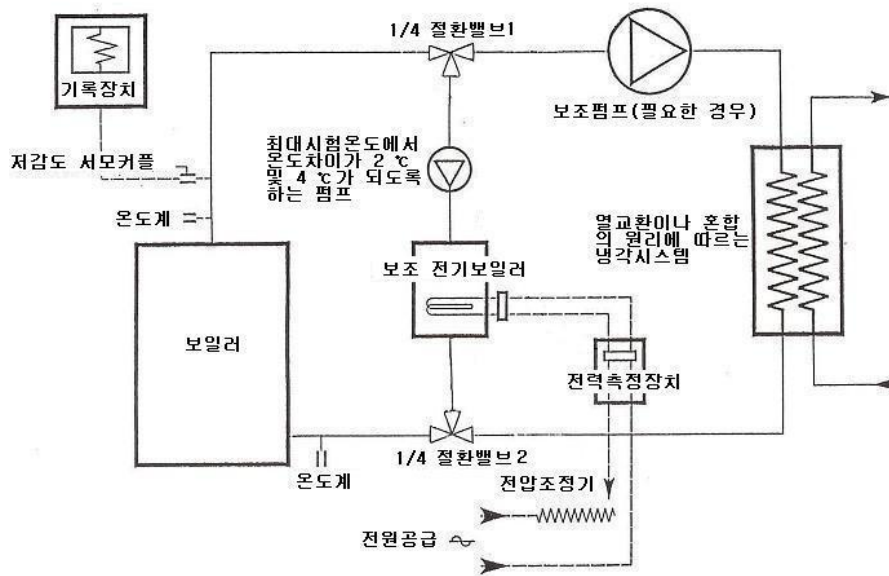 1/4 절환밸브1
기록장치
보조펌프(필요한 경우)
최대시험온도에서
온도차이가 2 ℃
및 4 ℃가 되도록
하는 펌프
저감도 서모커플
온도계
열교환이나 혼합
의 원리에 따르는
냉각시스템
보조 전기보일러
보일러
전력측정장치
1/4 절환밸브2
온도계
전압조정기
전원공급